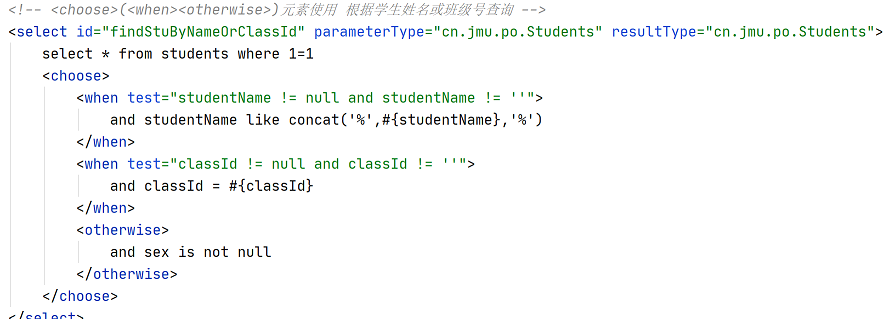 <!-- <choose>(<when><otherwise>)元素使用 根据学生姓名或班级号查询 -->
<select id="findStuByNameOrClassId" parameterType="cn.jmu.po.Students" resultType="cn.jmu.po.Students">
    select * from students where 1=1
    <choose>
        <when test="studentName != null and studentName != ''">
            and studentName like concat('%',#{studentName},'%')
        </when>
        <when test="classId != null and classId != ''">
            and classId = #{classId}
        </when>
        <otherwise>
            and sex is not null
        </otherwise>
    </choose>
</select>